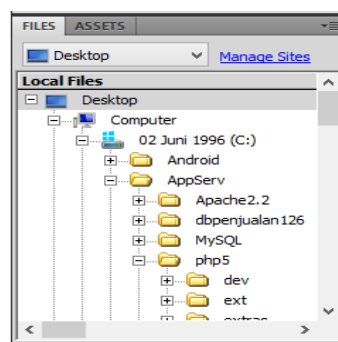 FILES ASSETS
Desktop Manage Sites
Local Files
Desktop
Computer
02 Juni 1996 (C:)
Android
AppServ
Apache2.2
dbpenjualan126
MySQL
php5
dev
ext
extras